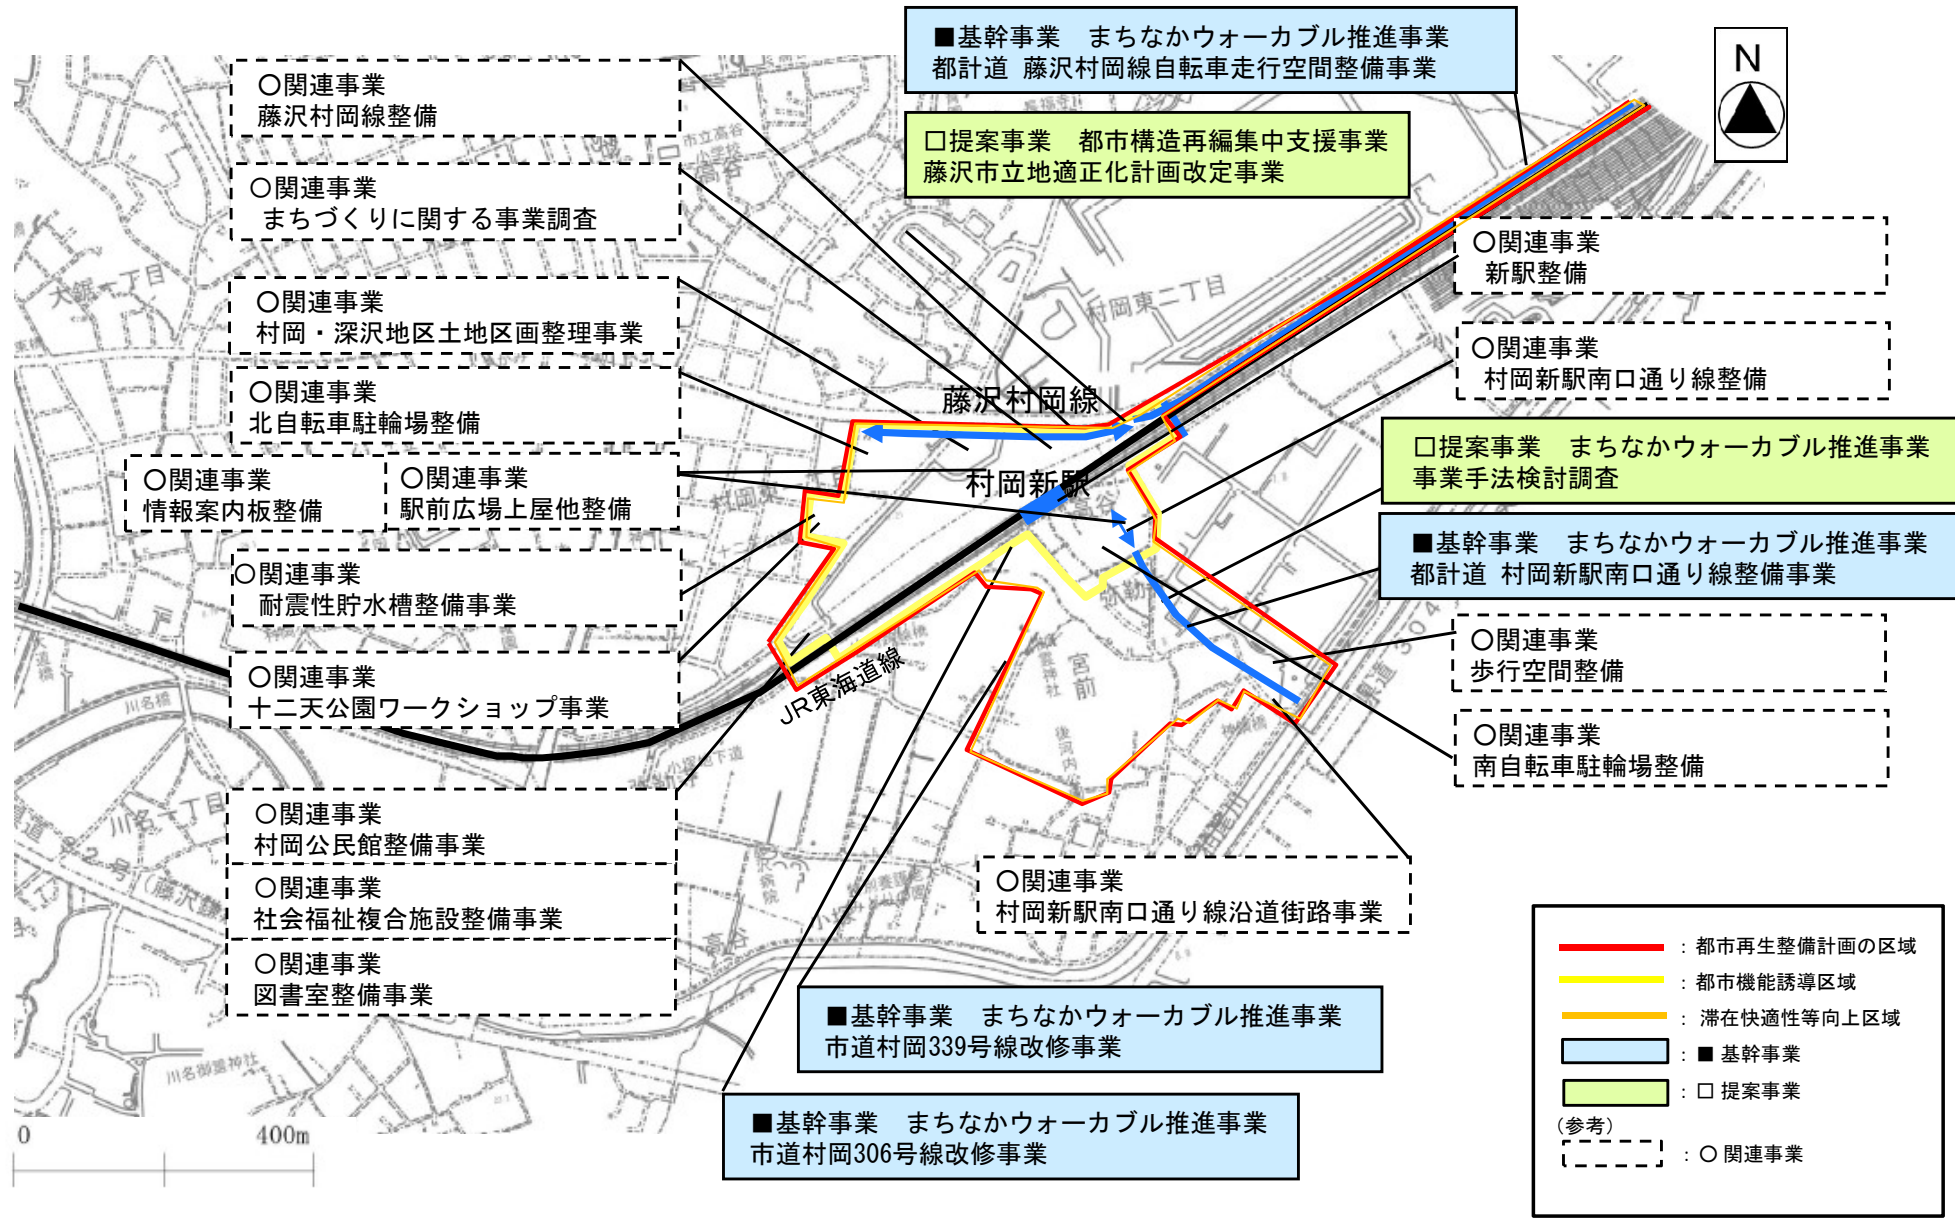 ■基幹事業　まちなかウォーカブル推進事業
都計道 藤沢村岡線自転車走行空間整備事業
N
○関連事業
藤沢村岡線整備
□提案事業　都市構造再編集中支援事業
藤沢市立地適正化計画改定事業
○関連事業
まちづくりに関する事業調査
○関連事業
新駅整備
○関連事業
村岡・深沢地区土地区画整理事業
村岡東二丁目
大鋸一丁目
○関連事業
村岡新駅南口通り線整備
○関連事業
北自転車駐輪場整備
藤沢村岡線
□提案事業　まちなかウォーカブル推進事業
事業手法検討調査
○関連事業
情報案内板整備
○関連事業
駅前広場上屋他整備
村岡新駅
■基幹事業　まちなかウォーカブル推進事業
都計道 村岡新駅南口通り線整備事業
○関連事業
耐震性貯水槽整備事業
○関連事業
歩行空間整備
○関連事業
十二天公園ワークショップ事業
JR東海道線
宮前
川名橋
○関連事業
南自転車駐輪場整備
川名一丁目
○関連事業
村岡公民館整備事業
○関連事業
社会福祉複合施設整備事業
○関連事業
図書室整備事業
○関連事業
村岡新駅南口通り線沿道街路事業
高谷
川名御霊神社
■基幹事業　まちなかウォーカブル推進事業
市道村岡339号線改修事業
■基幹事業　まちなかウォーカブル推進事業
市道村岡306号線改修事業
0
400m
：都市再生整備計画の区域
：都市機能誘導区域
：滞在快適性等向上区域
：■ 基幹事業
：□ 提案事業
(参考)
：○ 関連事業